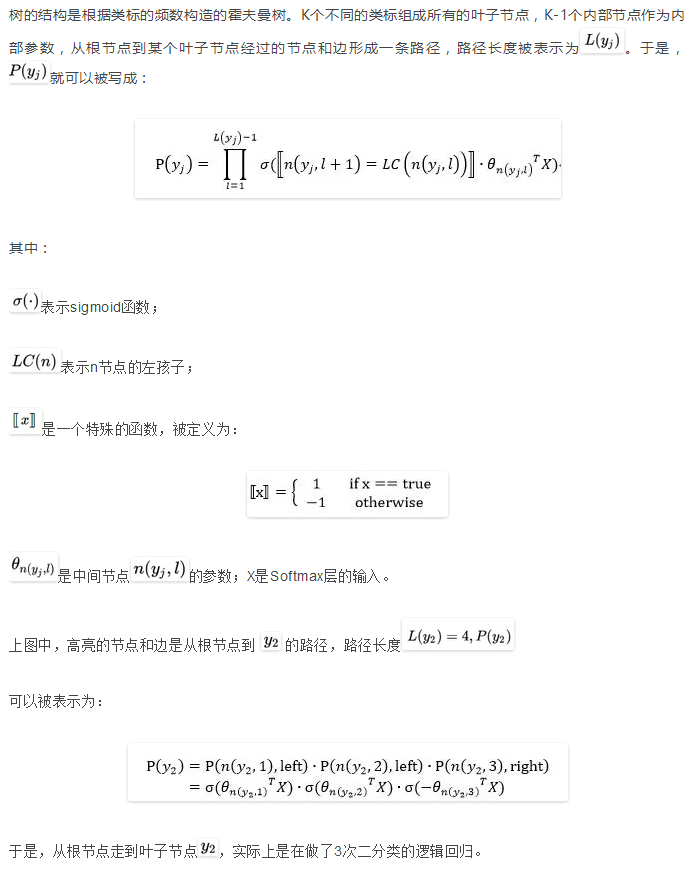 树的结构是根据类标的频数构造的霍夫曼树。K个不同的类标组成所有的叶子节点，K-1个内部节点作为内
部参数，从根节点到某个叶子节点经过的节点和边形成一条路径，路径长度被表示为 L(y_j) 。于是，
P(y_j) 就可以被写成：
P(y_j) = ∏_{l=1}^{L(y_j)−1} σ(⟦n(y_j, l + 1) = LC(n(y_j, l))⟧ · θ_{n(y_j,l)}^T X)
其中：
σ(·) 表示sigmoid函数；
LC(n) 表示n节点的左孩子；
⟦x⟧ 是一个特殊的函数，被定义为：
⟦x⟧ = { 1 if x == true
−1 otherwise
θ_{n(y_j,l)} 是中间节点 n(y_j, l) 的参数；X是Softmax层的输入。
上图中，高亮的节点和边是从根节点到 y_2 的路径，路径长度 L(y_2) = 4, P(y_2)
可以被表示为：
P(y_2) = P(n(y_2, 1), left) · P(n(y_2, 2), left) · P(n(y_2, 3), right)
= σ(θ_{n(y_2,1)}^T X) · σ(θ_{n(y_2,2)}^T X) · σ(−θ_{n(y_2,3)}^T X)
于是，从根节点走到叶子节点 y_2 ，实际上是在做了3次二分类的逻辑回归。